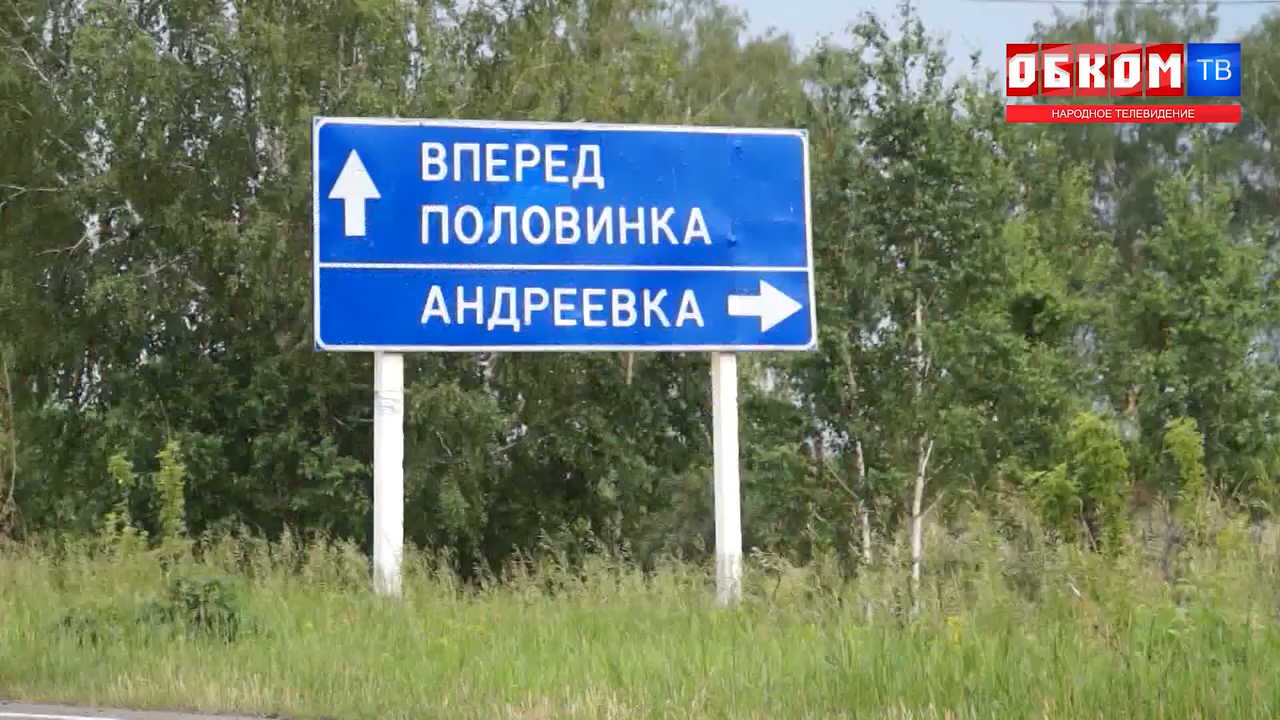 ОБКОМ ТВ
НАРОДНОЕ ТЕЛЕВИДЕНИЕ
ВПЕРЕД
ПОЛОВИНКА
АНДРЕЕВКА